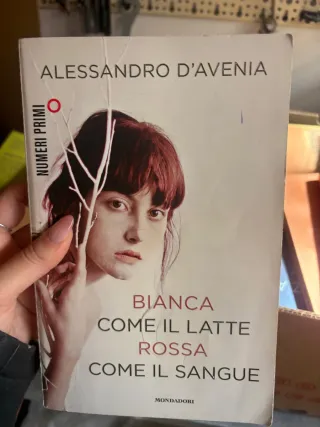 ALESSANDRO D'AVENIA
NUMERI PRIMI
BIANCA
COME IL LATTE
ROSSA
COME IL SANGUE
MONDADORI